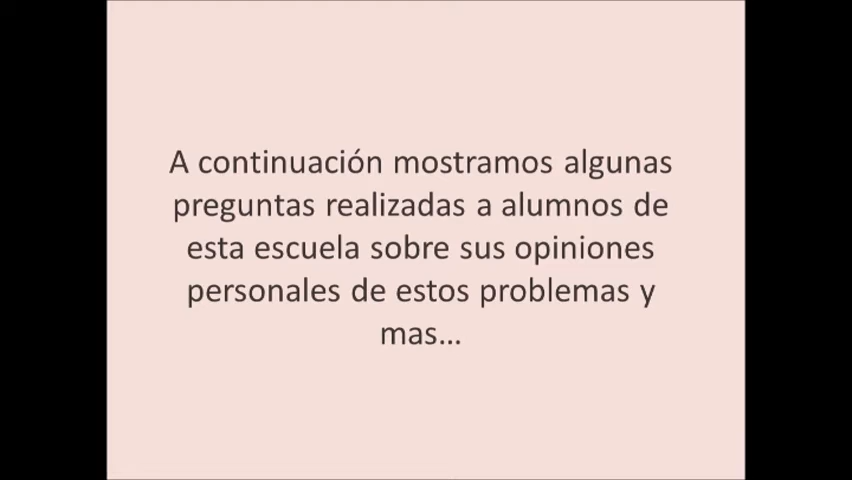 A continuación mostramos algunas
preguntas realizadas a alumnos de
esta escuela sobre sus opiniones
personales de estos problemas y
mas...